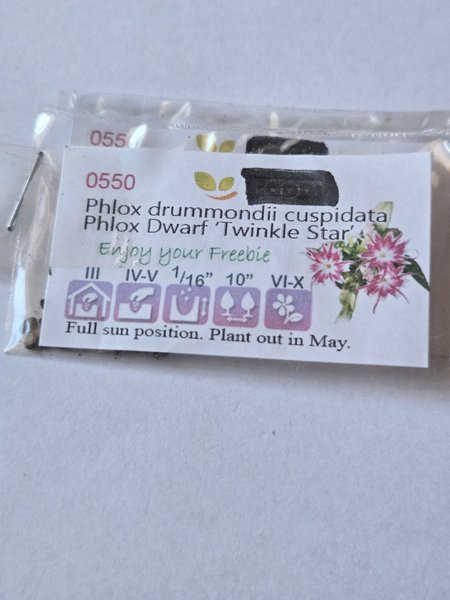 055
0550
Phlox drummondii cuspidata
Phlox Dwarf ‘Twinkle Star’
Enjoy your Freebie
III IV-V 1/16” 10” VI-X
Full sun position. Plant out in May.